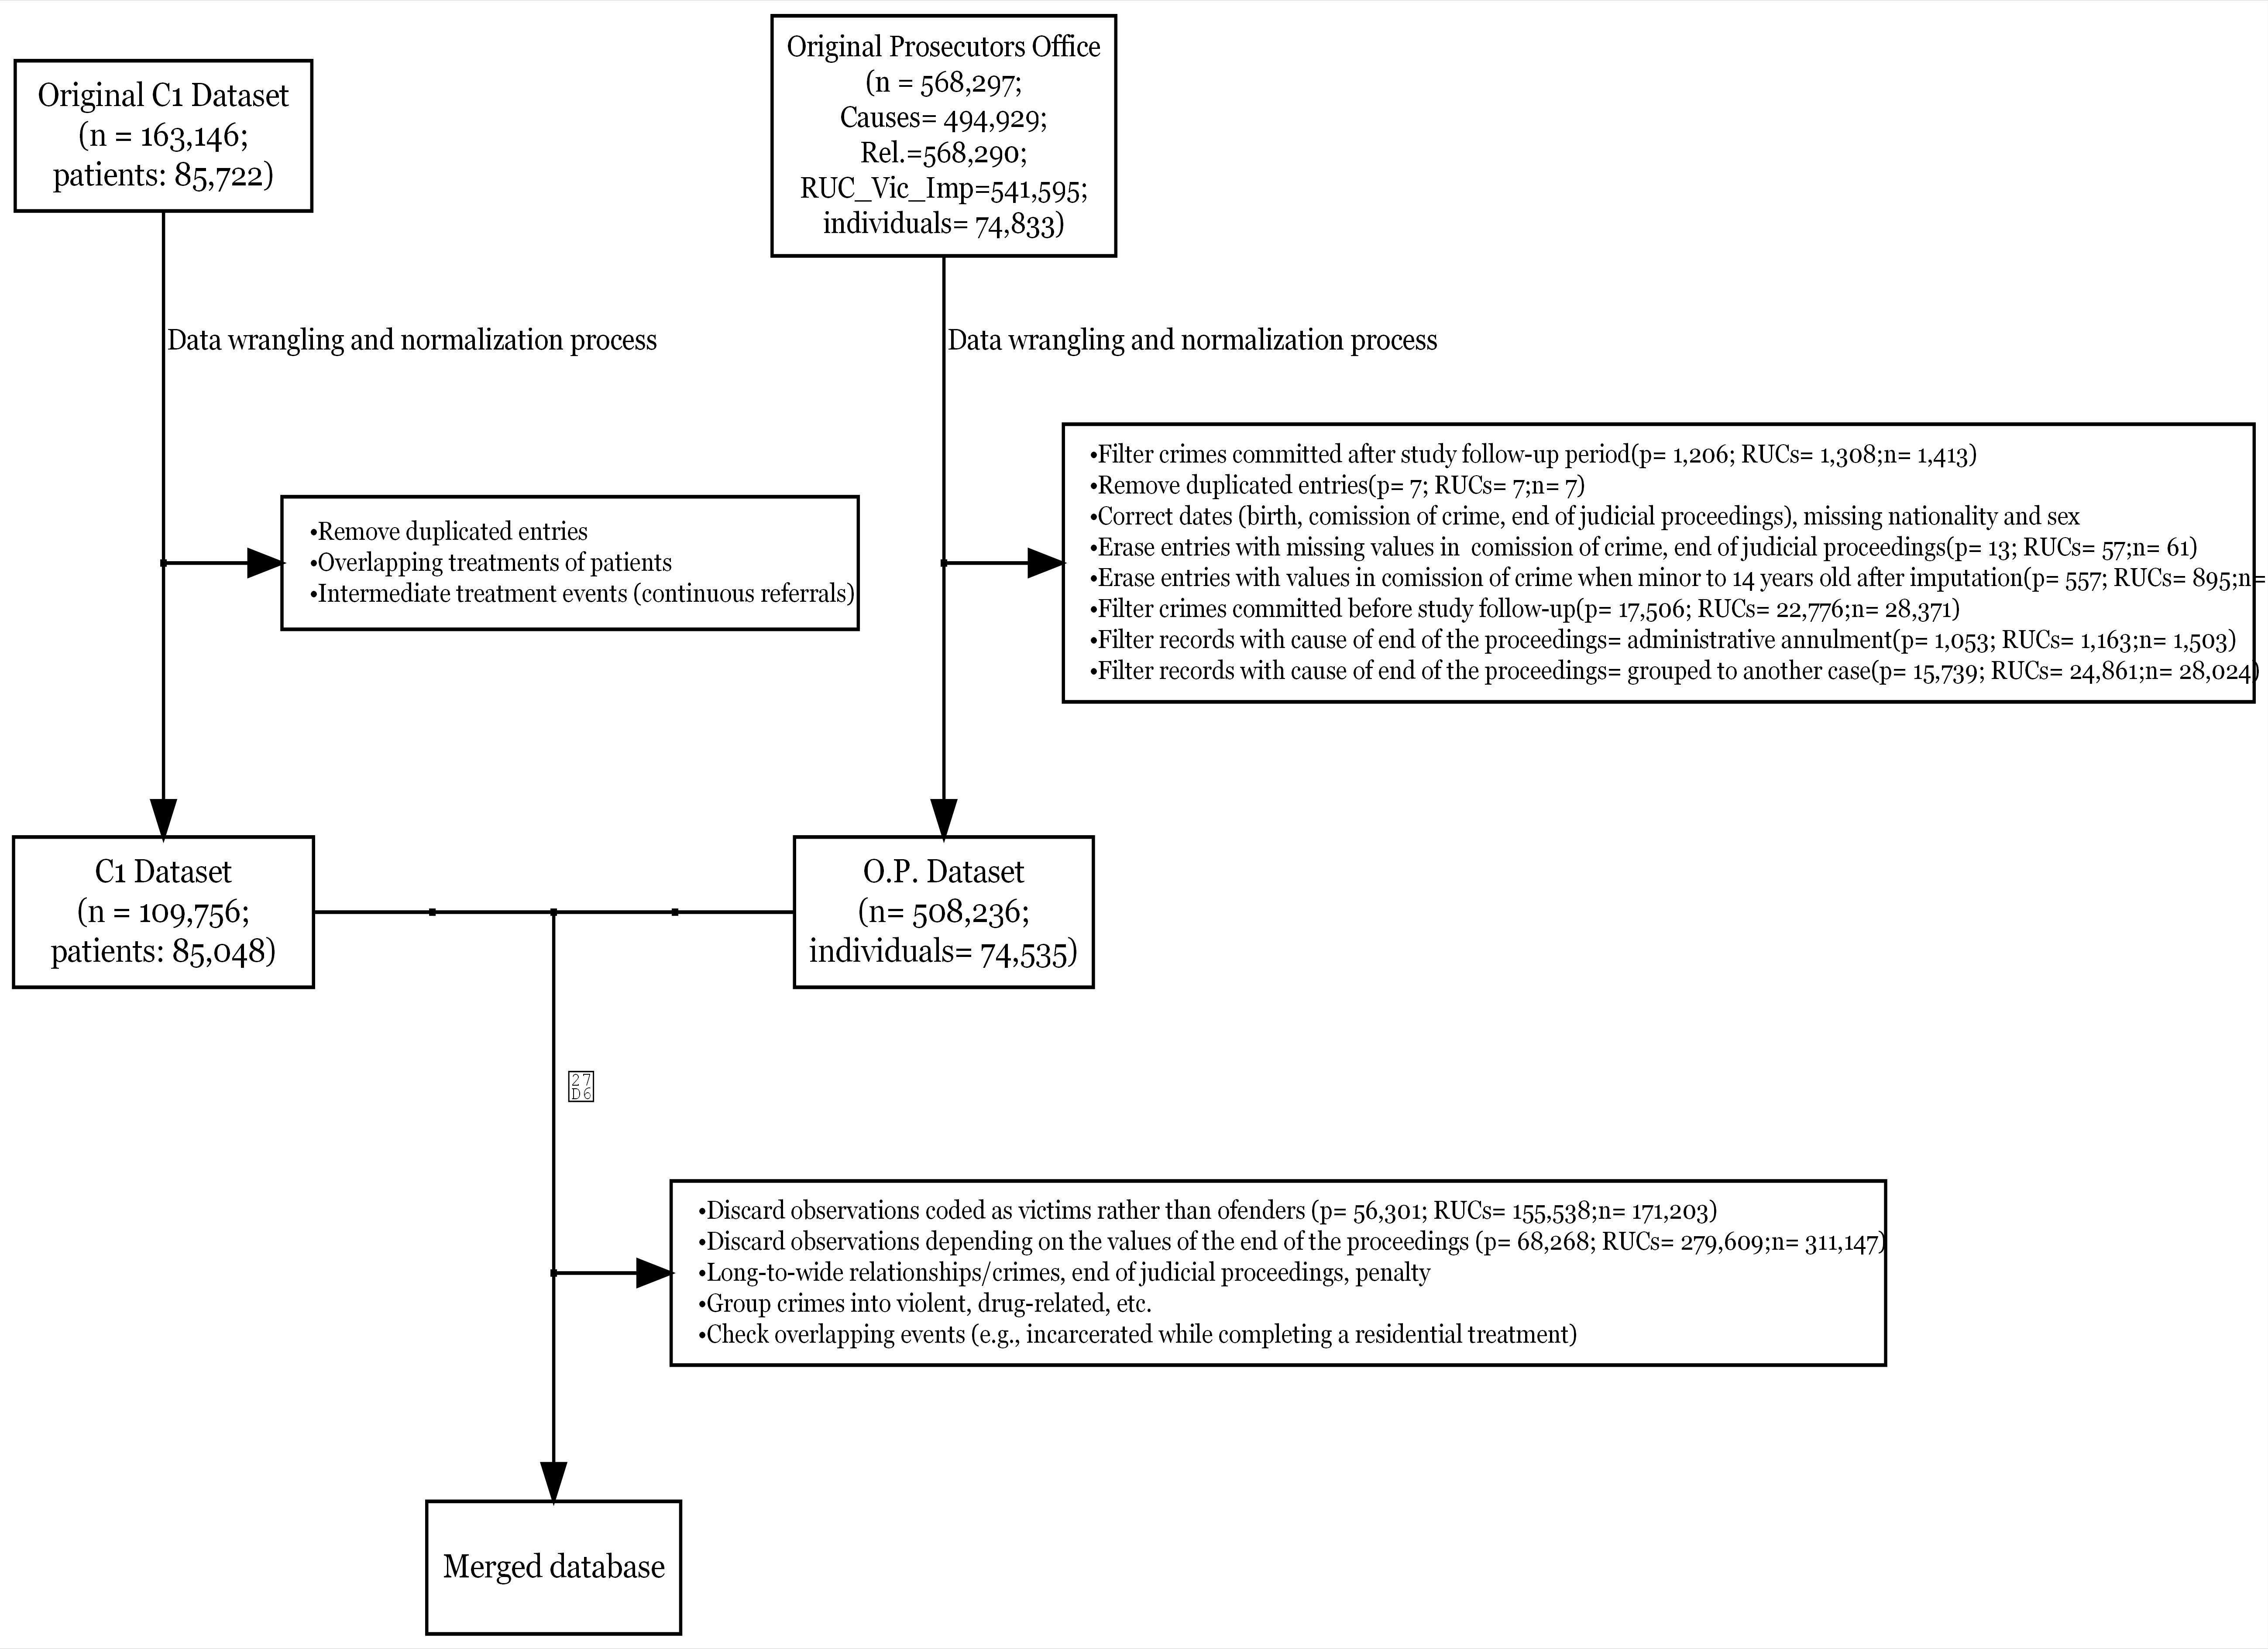 Original C1 Dataset
(n = 163,146;
patients: 85,722)
Original Prosecutors Office
(n = 568,297;
Causes= 494,929;
Rel.=568,290;
RUC_Vic_Imp=541,595;
individuals= 74,833)
Data wrangling and normalization process
Data wrangling and normalization process
•Remove duplicated entries
•Overlapping treatments of patients
•Intermediate treatment events (continuous referrals)
•Filter crimes committed after study follow-up period(p= 1,206; RUCs= 1,308;n= 1,413)
•Remove duplicated entries(p= 7; RUCs= 7;n= 7)
•Correct dates (birth, comission of crime, end of judicial proceedings), missing nationality and sex
•Erase entries with missing values in  comission of crime, end of judicial proceedings(p= 13; RUCs= 57;n= 61)
•Erase entries with values in comission of crime when minor to 14 years old after imputation(p= 557; RUCs= 895;n=
•Filter crimes committed before study follow-up(p= 17,506; RUCs= 22,776;n= 28,371)
•Filter records with cause of end of the proceedings= administrative annulment(p= 1,053; RUCs= 1,163;n= 1,503)
•Filter records with cause of end of the proceedings= grouped to another case(p= 15,739; RUCs= 24,861;n= 28,024)
C1 Dataset
(n = 109,756;
patients: 85,048)
O.P. Dataset
(n= 508,236;
individuals= 74,535)
27
D6
•Discard observations coded as victims rather than ofenders (p= 56,301; RUCs= 155,538;n= 171,203)
•Discard observations depending on the values of the end of the proceedings (p= 68,268; RUCs= 279,609;n= 311,147)
•Long-to-wide relationships/crimes, end of judicial proceedings, penalty
•Group crimes into violent, drug-related, etc.
•Check overlapping events (e.g., incarcerated while completing a residential treatment)
Merged database